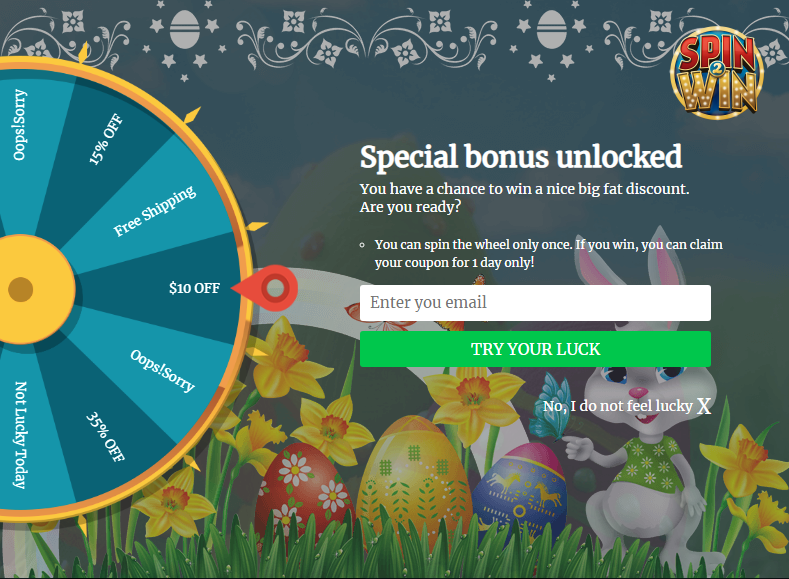 SPIN
2
WIN
Oops!Sorry
15% OFF
Free Shipping
$10 OFF
Oops!Sorry
35% OFF
Not Lucky Today
Special bonus unlocked
You have a chance to win a nice big fat discount.
Are you ready?
You can spin the wheel only once. If you win, you can claim
your coupon for 1 day only!
Enter you email
TRY YOUR LUCK
No, I do not feel lucky X